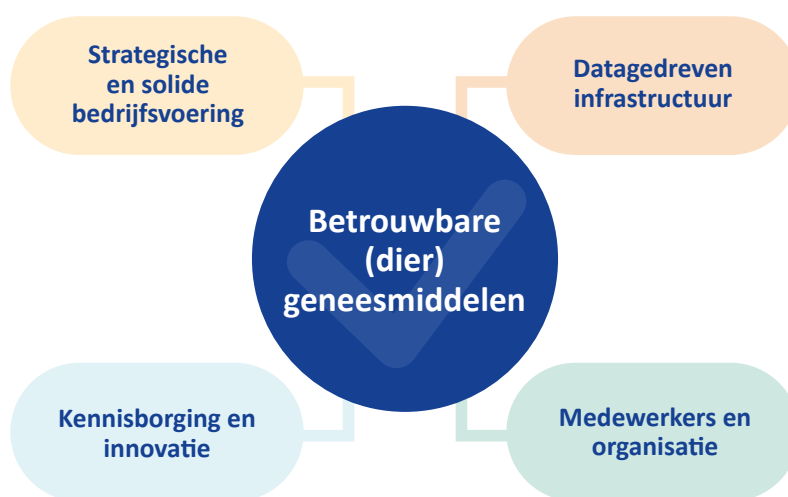 Strategische
en solide
bedrijfsvoering
Datagedreven
infrastructuur
Betrouwbare
(dier)
geneesmiddelen
Kennisborging en
innovatie
Medewerkers en
organisatie